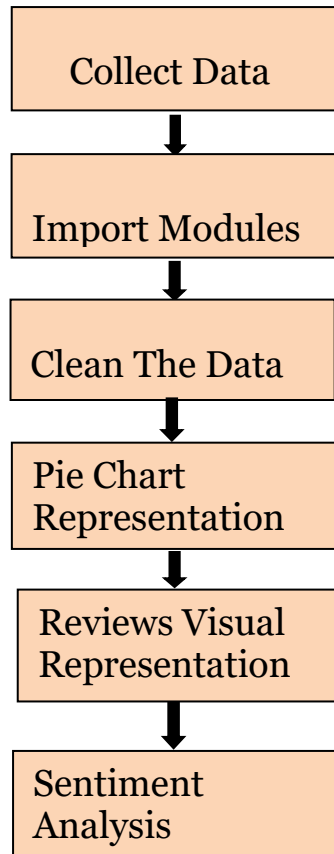 Collect Data
Import Modules
Clean The Data
Pie Chart
Representation
Reviews Visual
Representation
Sentiment
Analysis